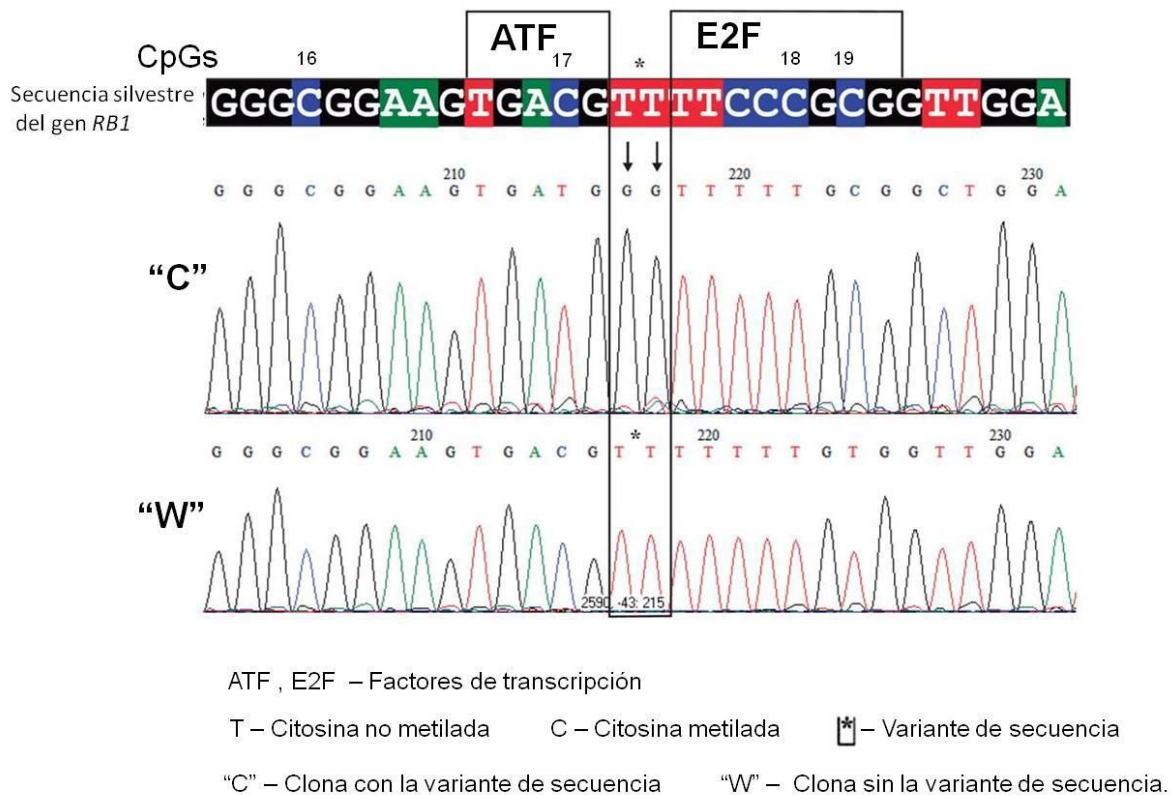 ATF
E2F
CpGs 16 17 * 18 19
Secuencia silvestre
del gen RB1
GGGCGGAAGTGACGTTTTCCCGCGGTTGGA
210 220 230
G G G C G G A A G T G A T G G G T T T T T G C G G C T G G A
“C”
210 * 220 230
G G G C G G A A G T G A C G T T T T T T T G T G G T T G G A
“W”
-43: 215
ATF , E2F – Factores de transcripción
T – Citosina no metilada C – Citosina metilada * – Variante de secuencia
“C” – Clona con la variante de secuencia “W” – Clona sin la variante de secuencia.